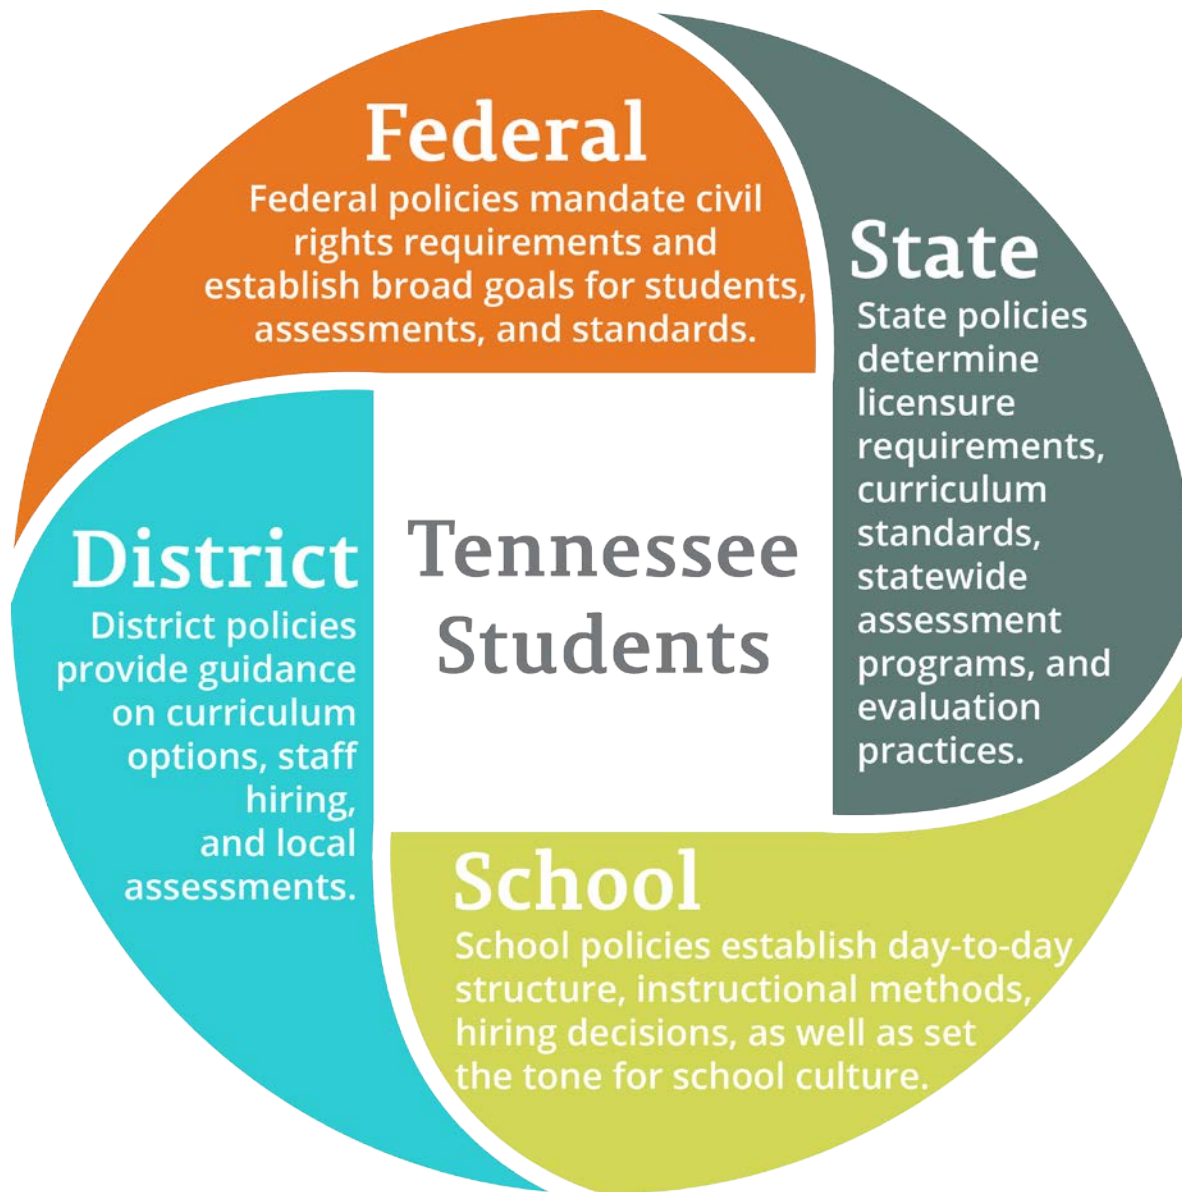 Federal
Federal policies mandate civil
rights requirements and
establish broad goals for students,
assessments, and standards.
State
State policies
determine
licensure
requirements,
curriculum
standards,
statewide
assessment
programs, and
evaluation
practices.
District
District policies
provide guidance
on curriculum
options, staff
hiring,
and local
assessments.
Tennessee
Students
School
School policies establish day-to-day
structure, instructional methods,
hiring decisions, as well as set
the tone for school culture.